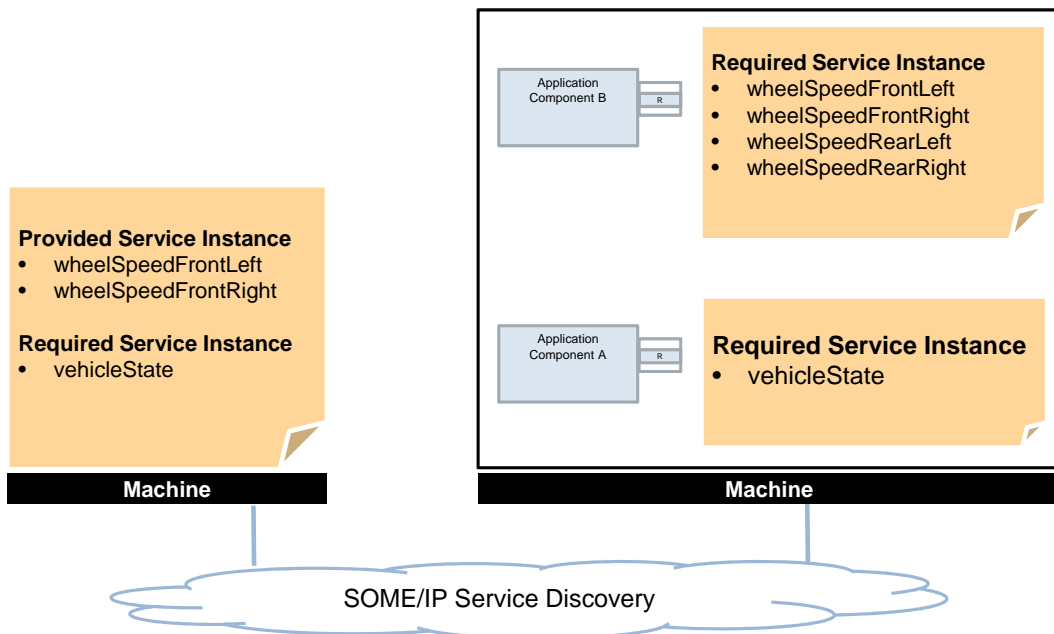 Provided Service Instance
• wheelSpeedFrontLeft
• wheelSpeedFrontRight
Required Service Instance
• vehicleState
Machine
Application
Component B
R
Required Service Instance
• wheelSpeedFrontLeft
• wheelSpeedFrontRight
• wheelSpeedRearLeft
• wheelSpeedRearRight
Application
Component A
R
Required Service Instance
• vehicleState
Machine
SOME/IP Service Discovery